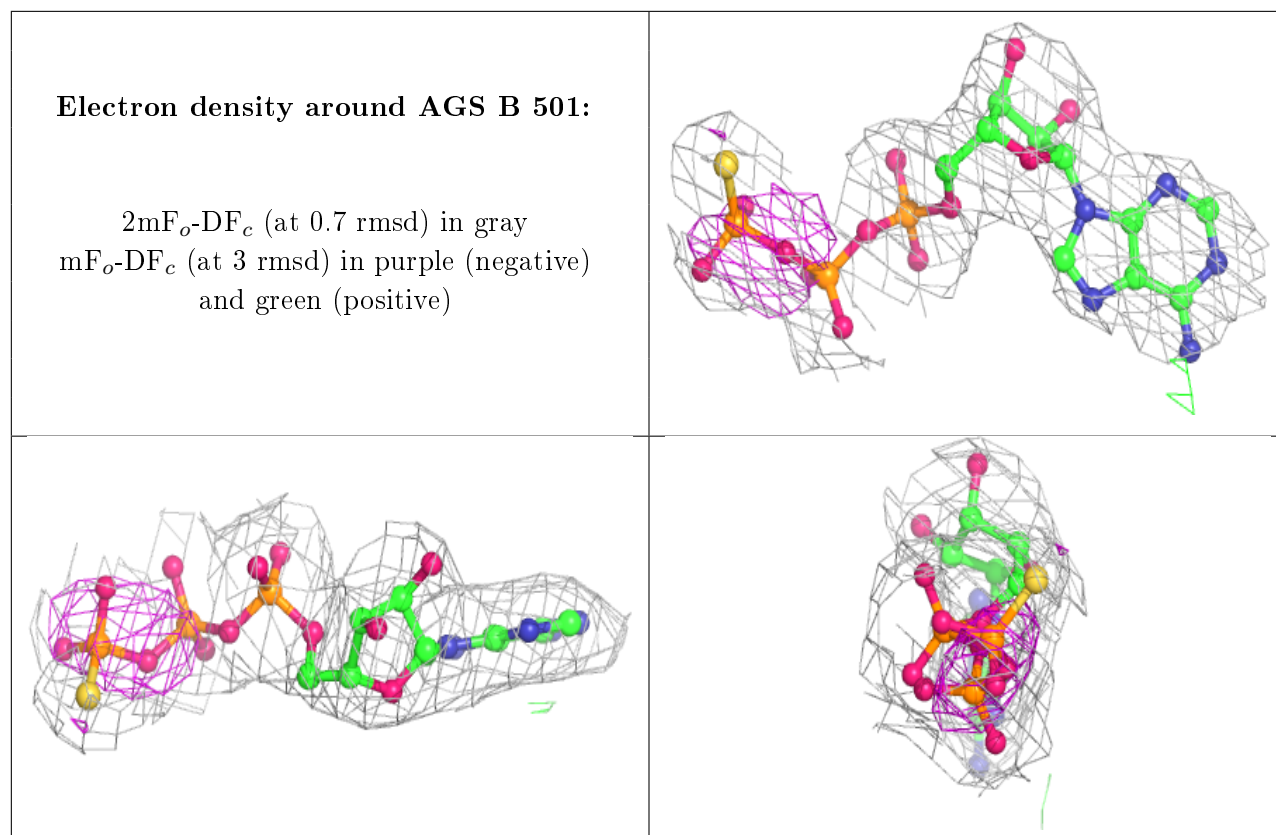 Electron density around AGS B 501:
2mFₒ-DF𝒸 (at 0.7 rmsd) in gray
mFₒ-DF𝒸 (at 3 rmsd) in purple (negative)
and green (positive)